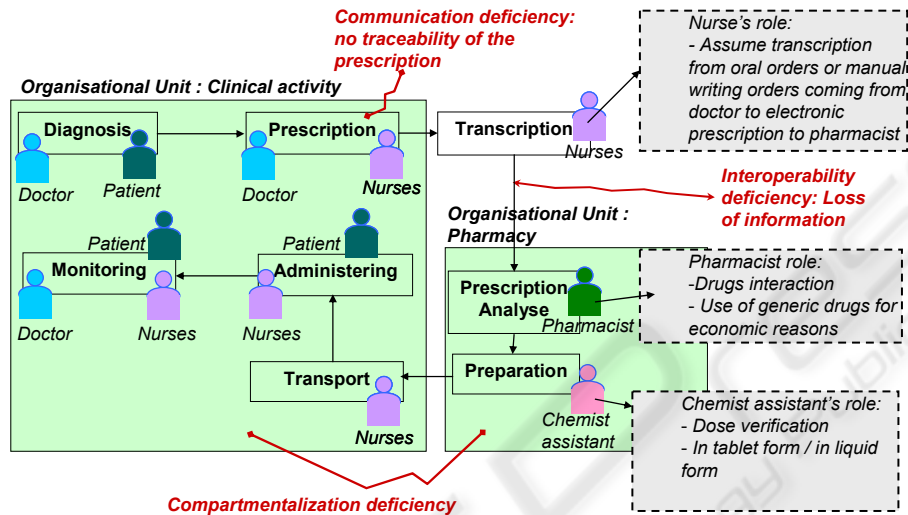 Communication deficiency:
no traceability of the
prescription
Nurse's role:
- Assume transcription
from oral orders or manual
writing orders coming from
doctor to electronic
prescription to pharmacist
Organisational Unit : Clinical activity
Diagnosis
Prescription
Transcription
Doctor
Patient
Doctor
Nurses
Nurses
Interoperability
deficiency: Loss
of information
Organisational Unit :
Pharmacy
Patient
Patient
Monitoring
Administering
Doctor
Nurses
Nurses
Prescription
Analyse
Pharmacist
Pharmacist role:
-Drugs interaction
- Use of generic drugs for
economic reasons
Transport
Nurses
Preparation
Chemist
assistant
Chemist assistant's role:
- Dose verification
- In tablet form / in liquid
form
Compartmentalization deficiency